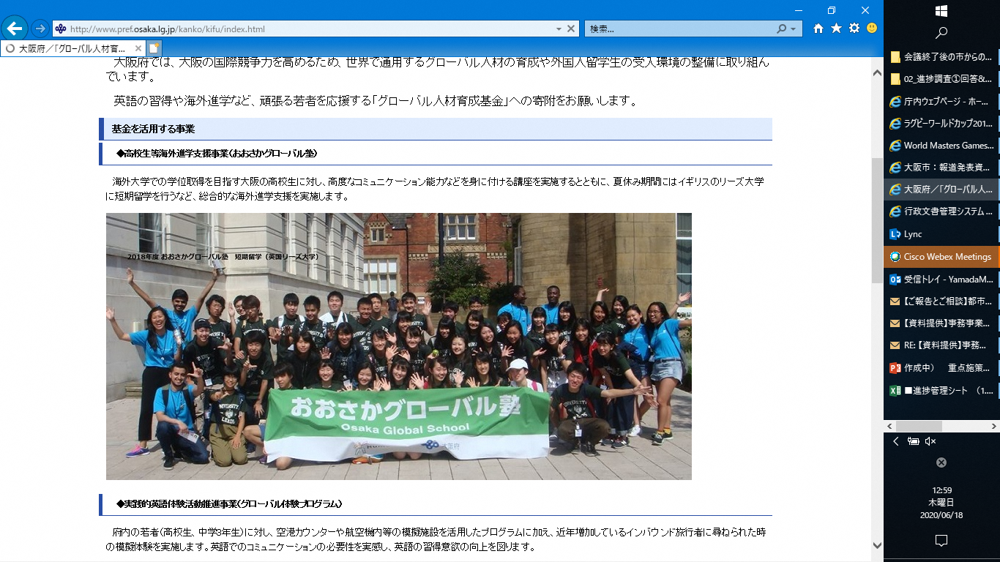 http://www.pref.osaka.lg.jp/kanko/kifu/index.html
検索...
大阪府／「グローバル人材育...
大阪府では、大阪の国際競争力を高めるため、世界で通用するグローバル人材の育成や外国人留学生の受入環境の整備に取り組ん
でいます。
英語の習得や海外進学など、頑張る若者を応援する「グローバル人材育成基金」への寄附をお願いします。
基金を活用する事業
◆高校生等海外進学支援事業（おおさかグローバル塾）
海外大学での学位取得を目指す大阪の高校生に対し、高度なコミュニケーション能力などを身に付ける講座を実施するとともに、夏休み期間にはイギリスのリーズ大学
に短期留学を行うなど、総合的な海外進学支援を実施します。
2018年度 おおさかグローバル塾　短期留学（英国リーズ大学）
UNIVERSITY
LEEDS
おおさかグローバル塾
Osaka Global School
大阪府
◆実践的英語体験活動推進事業（グローバル体験プログラム）
府内の若者（高校生、中学3年生）に対し、空港カウンターや航空機内等の模擬施設を活用したプログラムに加え、近年増加しているインバウンド旅行者に尋ねられた時
の模擬体験を実施します。英語でのコミュニケーションの必要性を実感し、英語の習得意欲の向上を図ります。
会議終了後の市からの...
02_進捗調査①回答&...
庁内ウェブページ - ホー...
ラグビーワールドカップ201...
World Masters Games...
大阪市：報道発表資...
大阪府／「グローバル人...
行政文書管理システム ...
Lync
Cisco Webex Meetings
受信トレイ - YamadaM...
【ご報告とご相談】都市...
【資料提供】事務事業...
RE: 【資料提供】事務...
作成中）　重点施策...
■進捗管理シート　（1....
12:59
木曜日
2020/06/18